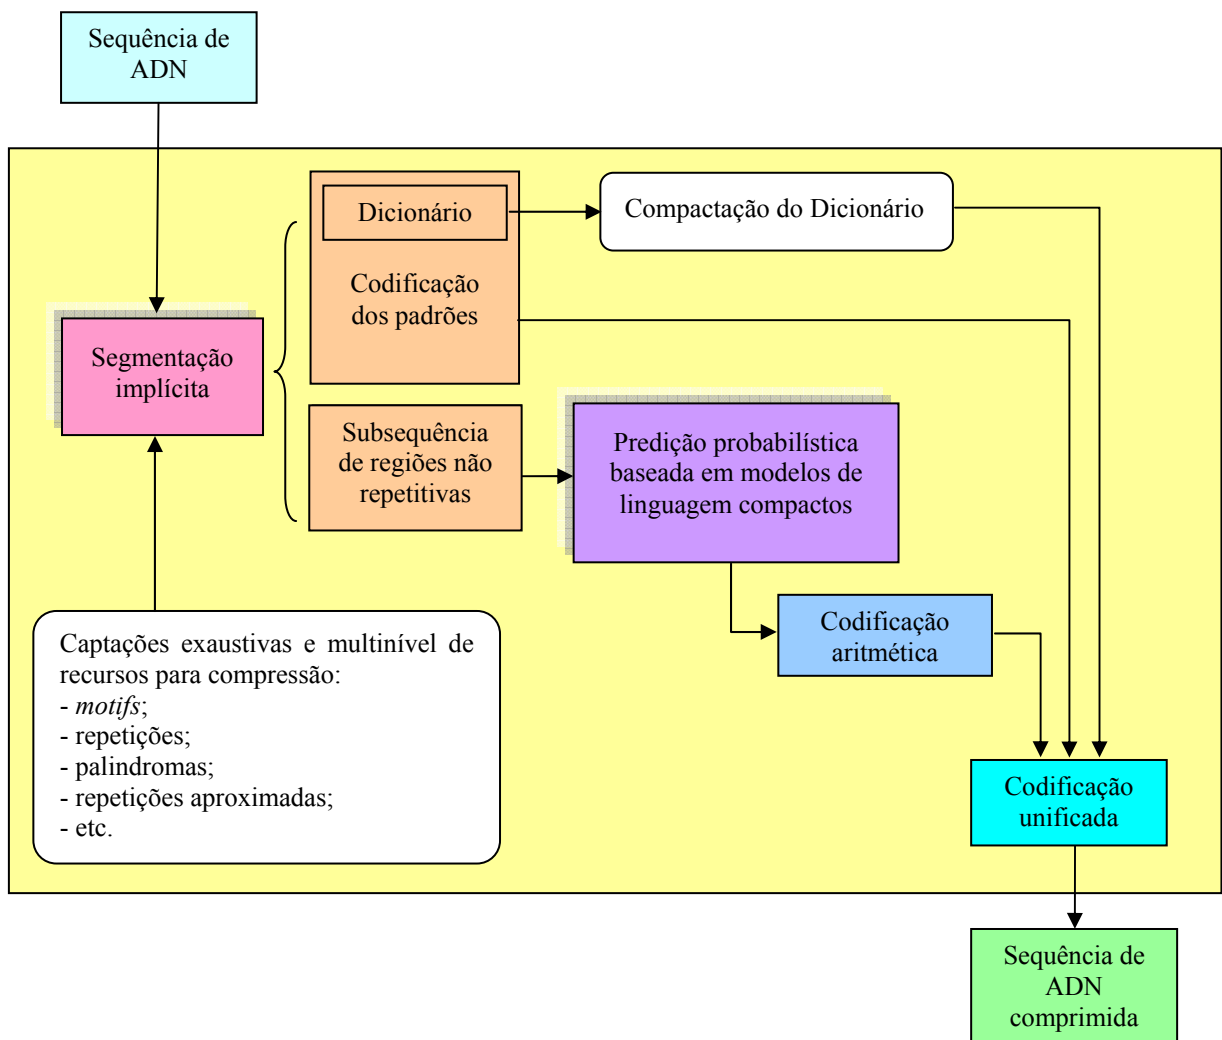 Sequência de
ADN
Dicionário
Compactação do Dicionário
Codificação
dos padrões
Segmentação
implícita
Subsequência
de regiões não
repetitivas
Predição probabilística
baseada em modelos de
linguagem compactos
Codificação
aritmética
Captações exaustivas e multinível de
recursos para compressão:
- motifs;
- repetições;
- palindromas;
- repetições aproximadas;
- etc.
Codificação
unificada
Sequência de
ADN
comprimida